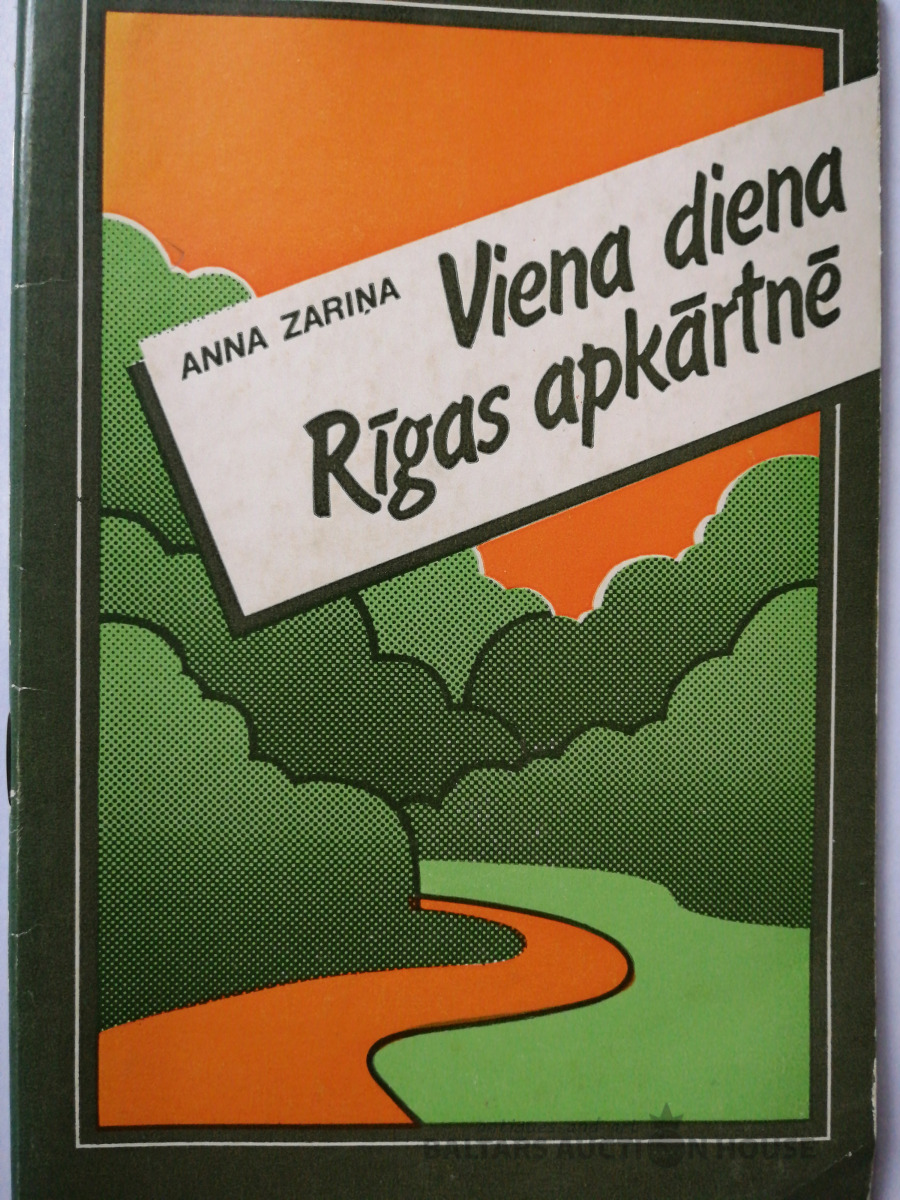 ANNA ZARIŅA
Viena diena
Rīgas apkārtnē
BALTARS AUCTION HOUSE